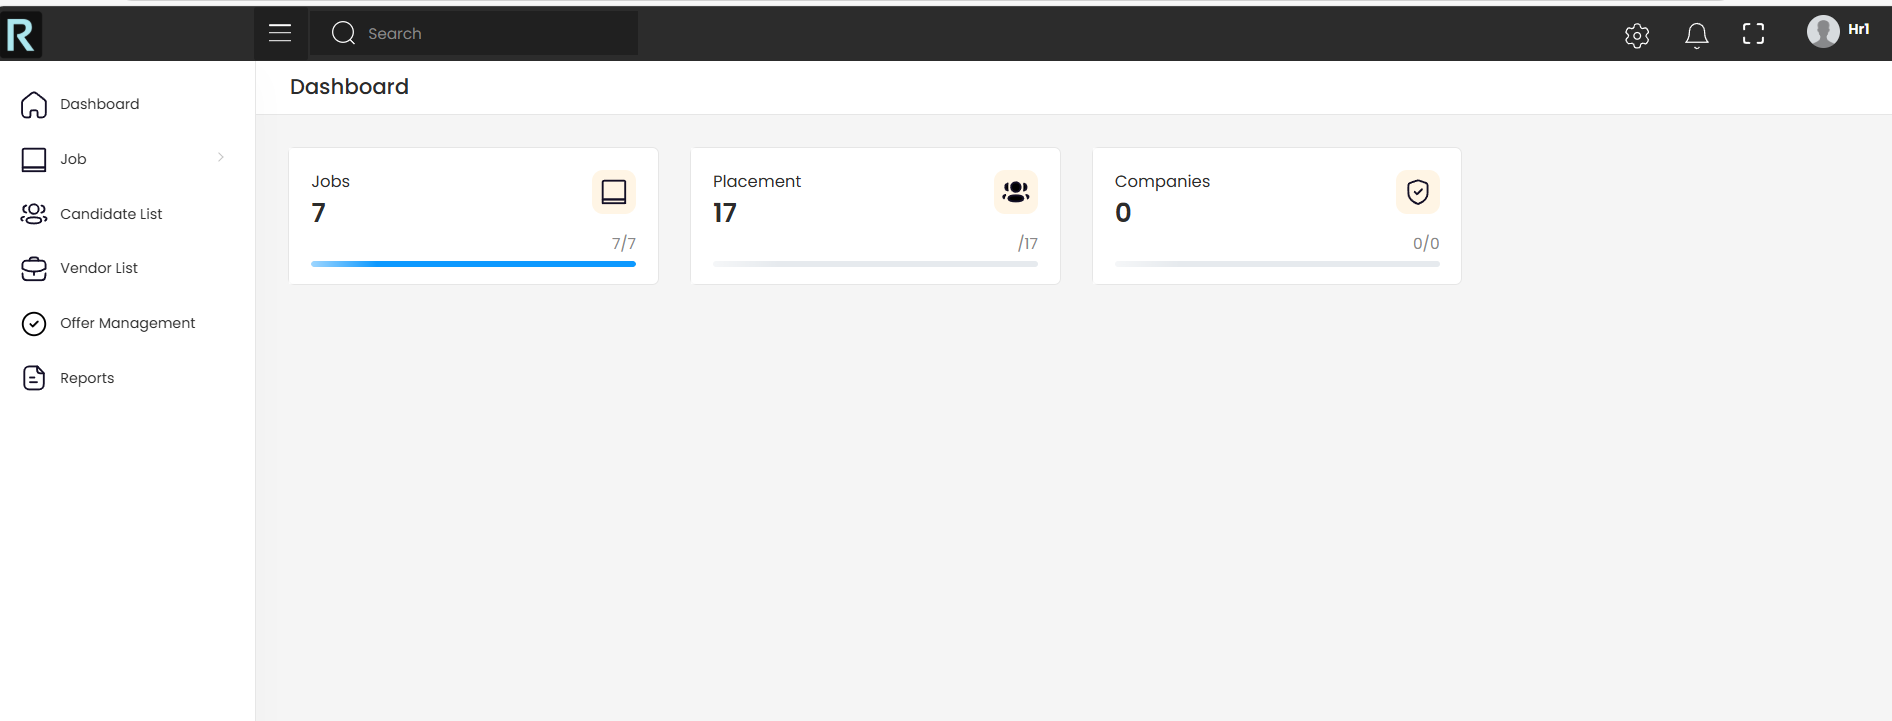 R
Search
Hr1
Dashboard
Job
Candidate List
Vendor List
Offer Management
Reports
Dashboard
Jobs
7
7/7
Placement
17
/17
Companies
0
0/0